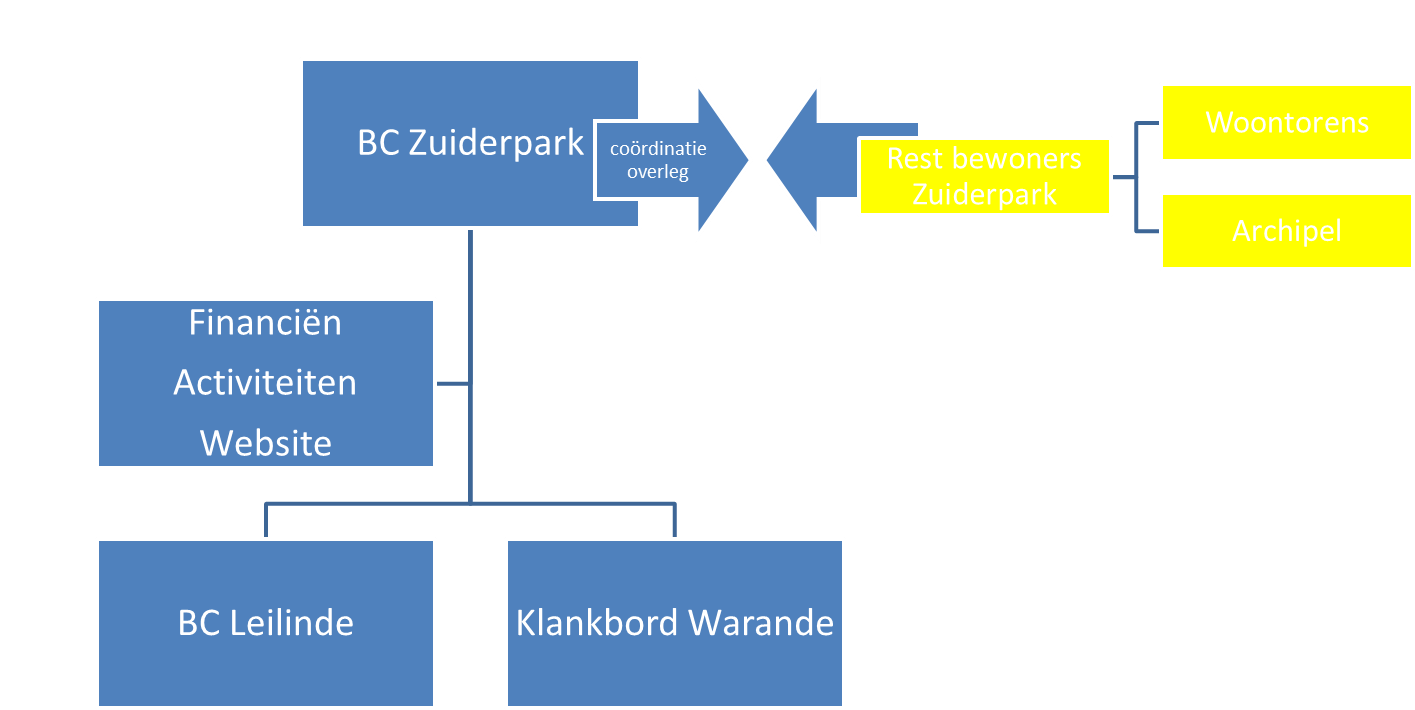 BC Zuiderpark
coördinatie
overleg
Rest bewoners
Zuiderpark
Woontorens
Archipel
Financiën
Activiteiten
Website
BC Leilinde
Klankbord Warande